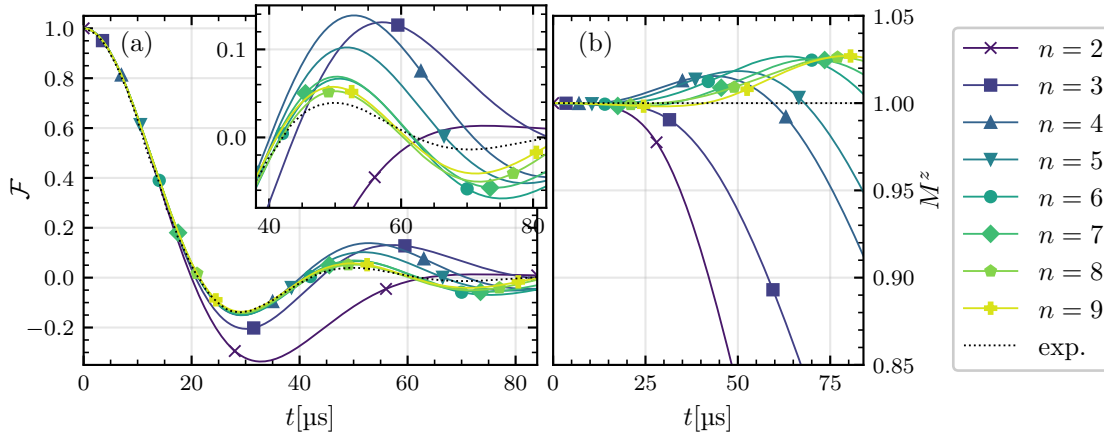 (a)
1.0
0.8
0.6
0.4
0.2
0.0
−0.2
ℱ
0 20 40 60 80
t[µs]
0.1
0.0
40 60 80
(b)
1.05
1.00
0.95
0.90
0.85
M^z
0 25 50 75
t[µs]
n = 2
n = 3
n = 4
n = 5
n = 6
n = 7
n = 8
n = 9
exp.